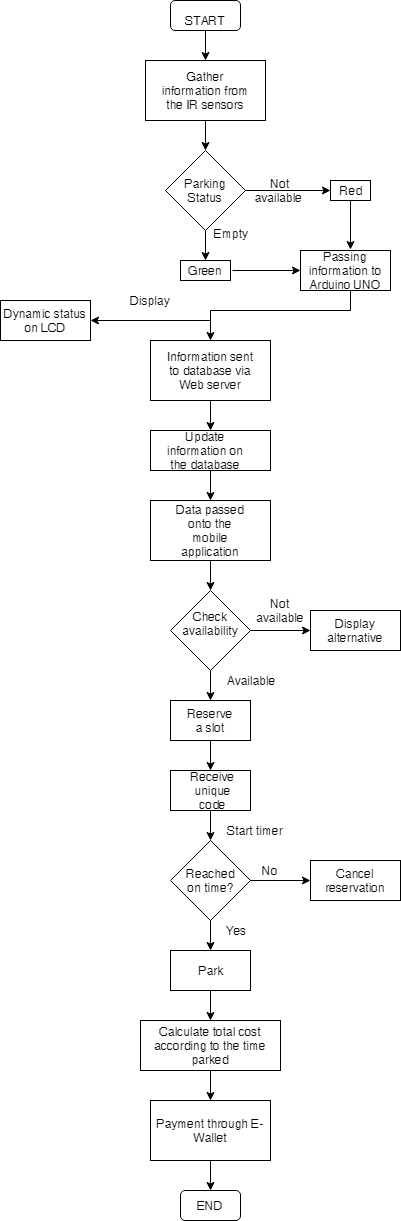 START
Gather
information from
the IR sensors
Parking
Status
Not
available
Red
Empty
Green
Passing
information to
Arduino UNO
Display
Dynamic status
on LCD
Information sent
to database via
Web server
Update
information on
the database
Data passed
onto the
mobile
application
Check
availability
Not
available
Display
alternative
Available
Reserve
a slot
Receive
unique
code
Start timer
Reached
on time?
No
Cancel
reservation
Yes
Park
Calculate total cost
according to the time
parked
Payment through E-
Wallet
END